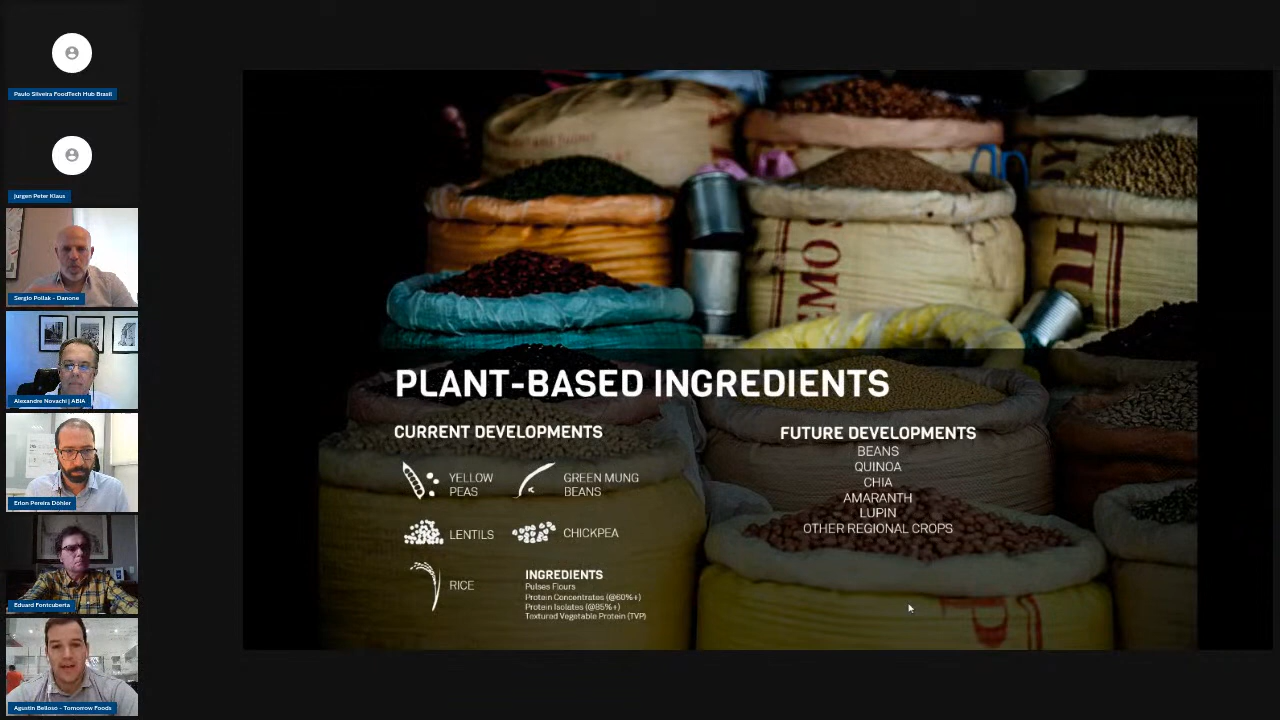 Paulo Silveira FoodTech Hub Brasil
Jurgen Peter Klaus
Sergio Pollak - Danone
Alexandre Novachi | ABIA
Erlon Pereira Döhler
Eduard Fontcuberta
Agustin Belloso - Tomorrow Foods
PLANT-BASED INGREDIENTS
CURRENT DEVELOPMENTS
YELLOW
PEAS
GREEN MUNG
BEANS
LENTILS
CHICKPEA
RICE
INGREDIENTS
Pulses Flours
Protein Concentrates (@60%+)
Protein Isolates (@85%+)
Textured Vegetable Protein (TVP)
FUTURE DEVELOPMENTS
BEANS
QUINOA
CHIA
AMARANTH
LUPIN
OTHER REGIONAL CROPS